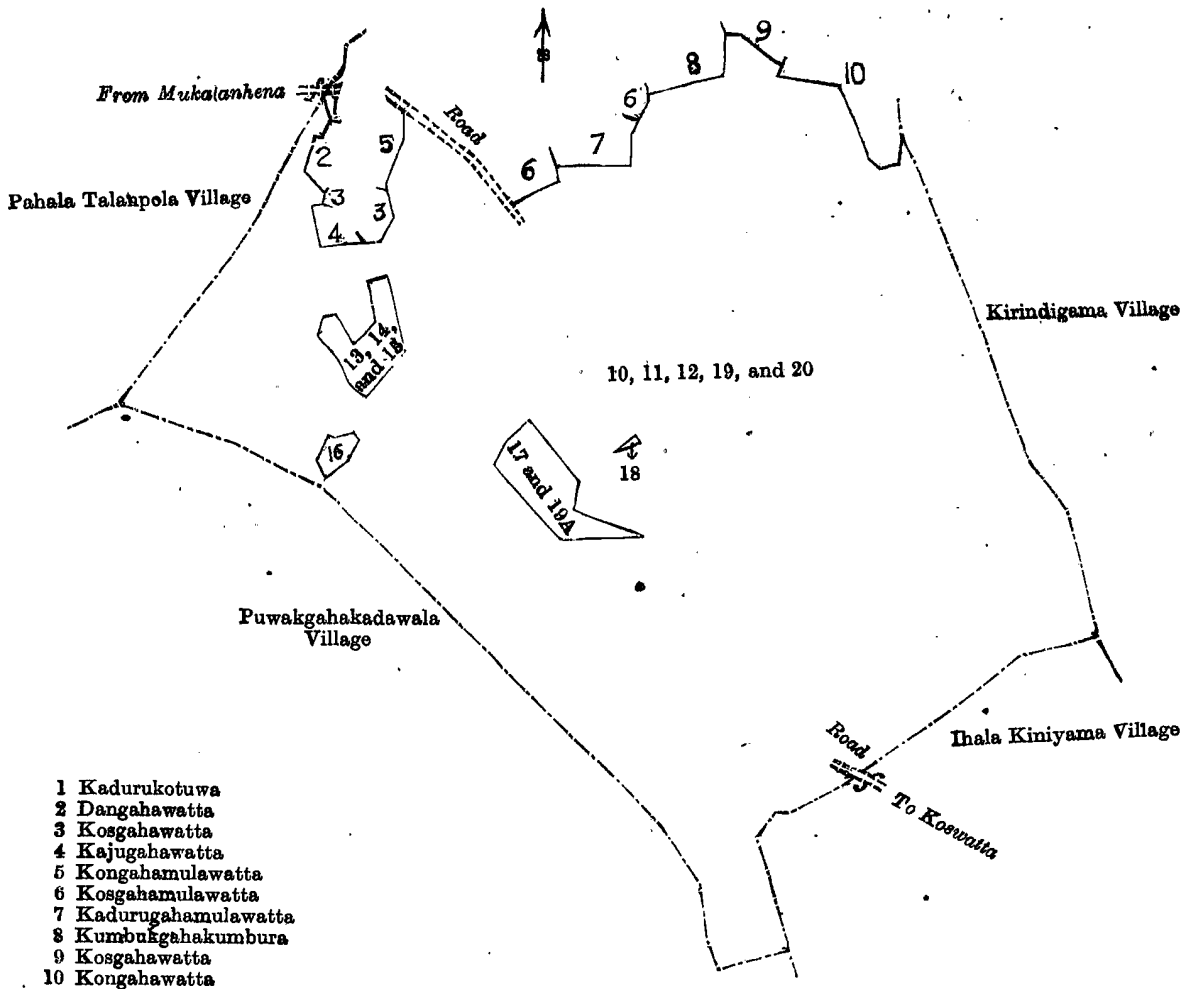 9
8
10
From Mukalanhena
Road
6
5
2
7
6
Pahala Talahpola Village
3
3
4
Kirindigama Village
13, 14,
and 15
10, 11, 12, 19, and 20
16
17 and 19A
18
Puwakgahakadawala
Village
Road
Ihala Kiniyama Village
To Koswatta
1 Kadurukotuwa
2 Dangahawatta
3 Kosgahawatta
4 Kajugahawatta
5 Kongahamulawatta
6 Kosgahamulawatta
7 Kadurugahamulawatta
8 Kumbukgahakumbura
9 Kosgahawatta
10 Kongahawatta